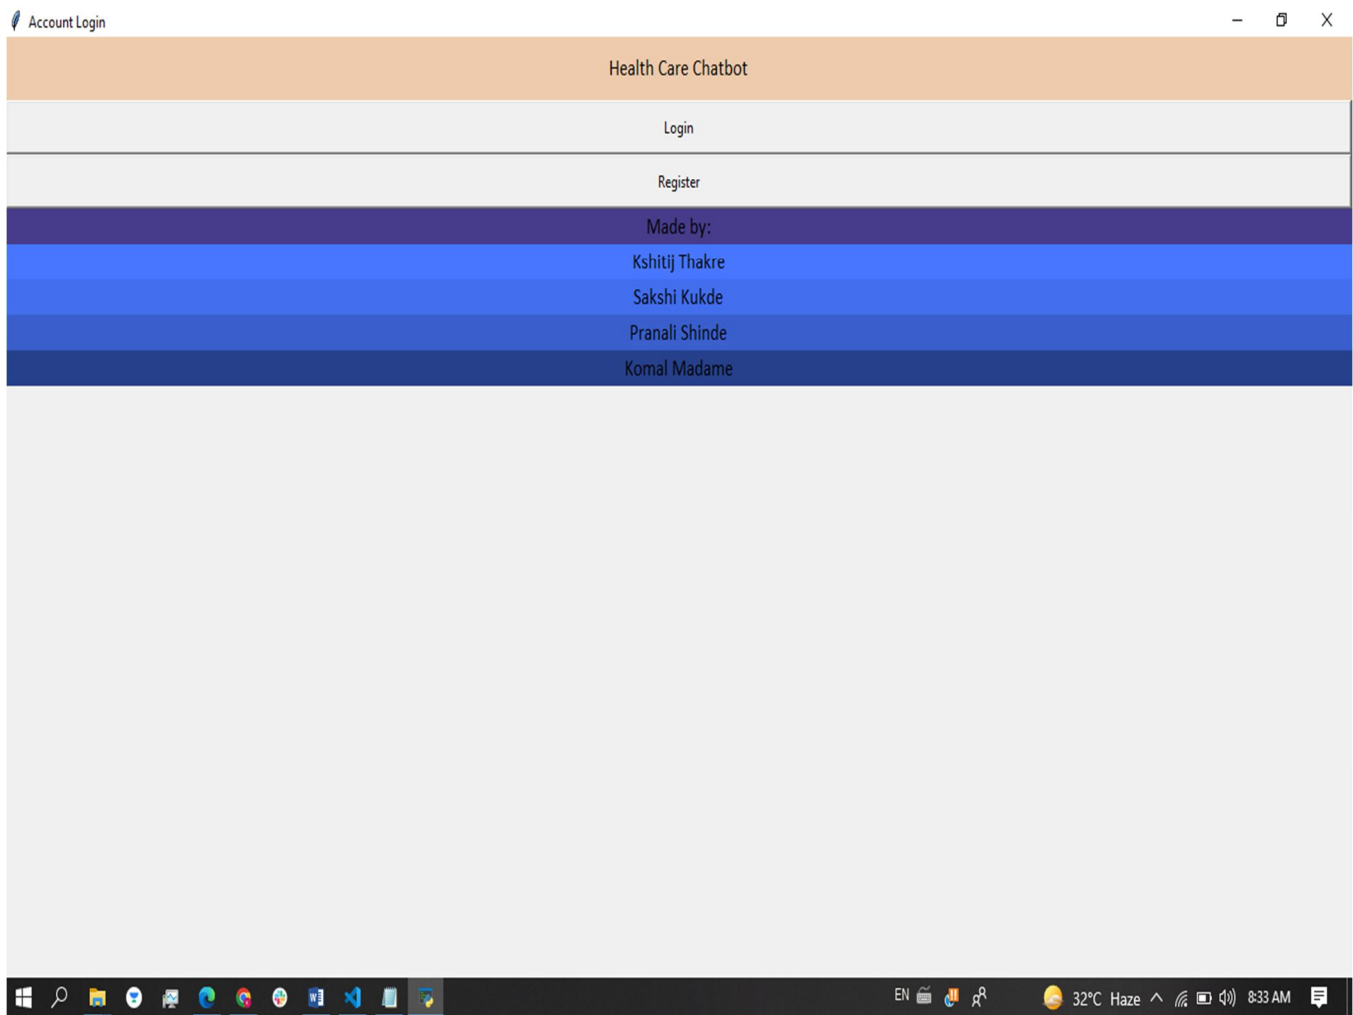 Account Login
Health Care Chatbot
Login
Register
Made by:
Kshitij Thakre
Sakshi Kukde
Pranali Shinde
Komal Madame
EN 32°C Haze 8:33 AM